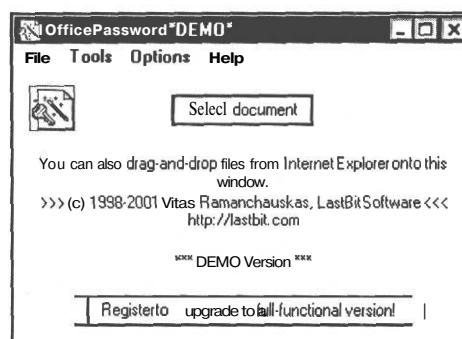 OfficePassword*DEMO*
File Tools Options Help
Selecl document
You can also drag-and-drop files from Internet Explorer onto this
window.
>>> (c) 1998-2001 Vitas Ramanchauskas, LastBit Software <<<
http://lastbit.com
*** DEMO Version ***
Registerto upgrade to a full-functional version!